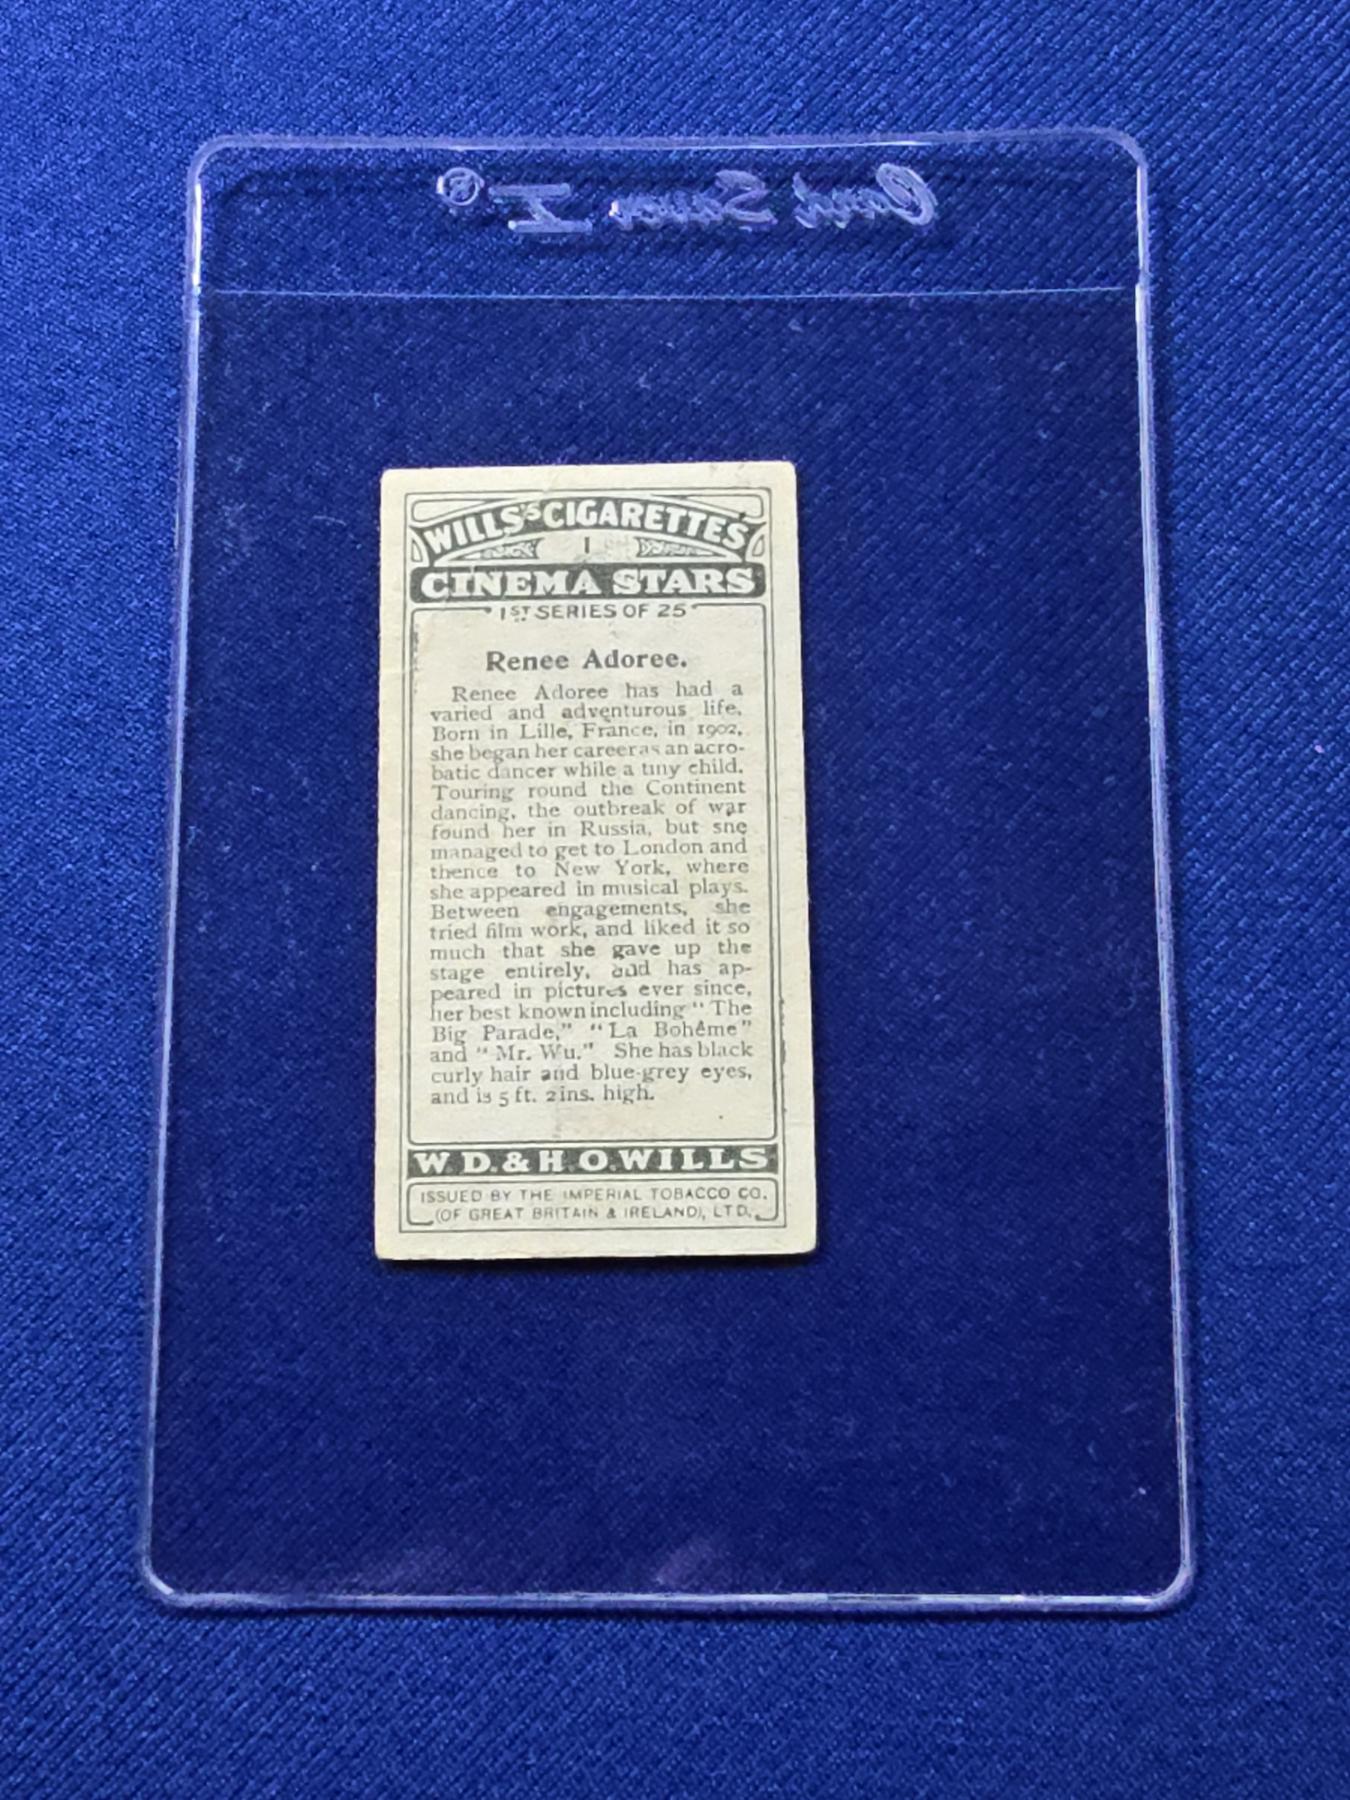 Card Saver I®
WILLS'S CIGARETTES
1
CINEMA STARS
1ST SERIES OF 25
Renee Adoree.
Renee Adoree has had a
varied and adventurous life.
Born in Lille, France, in 1902,
she began her career as an acro-
batic dancer while a tiny child.
Touring round the Continent
dancing, the outbreak of war
found her in Russia, but she
managed to get to London and
thence to New York, where
she appeared in musical plays.
Between engagements, she
tried film work, and liked it so
much that she gave up the
stage entirely, and has ap-
peared in pictures ever since,
her best known including "The
Big Parade," "La Bohême"
and "Mr. Wu." She has black
curly hair and blue-grey eyes,
and is 5 ft. 2 ins. high.
W.D. & H.O. WILLS
ISSUED BY THE IMPERIAL TOBACCO CO.
(OF GREAT BRITAIN & IRELAND), LTD.